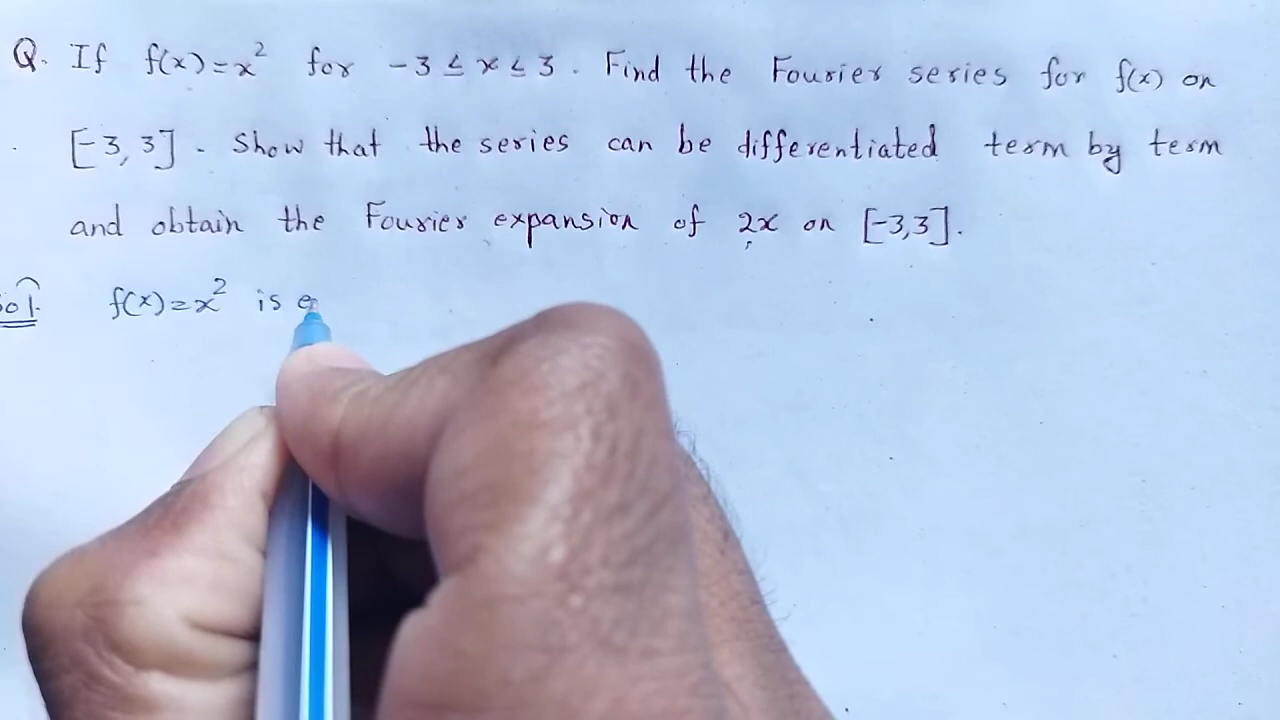 Q. If f(x)=x² for -3≤x≤3. Find the Fourier series for f(x) on
[-3,3]. Show that the series can be differentiated term by term
and obtain the Fourier expansion of 2x on [-3,3].
f(x)=x² is